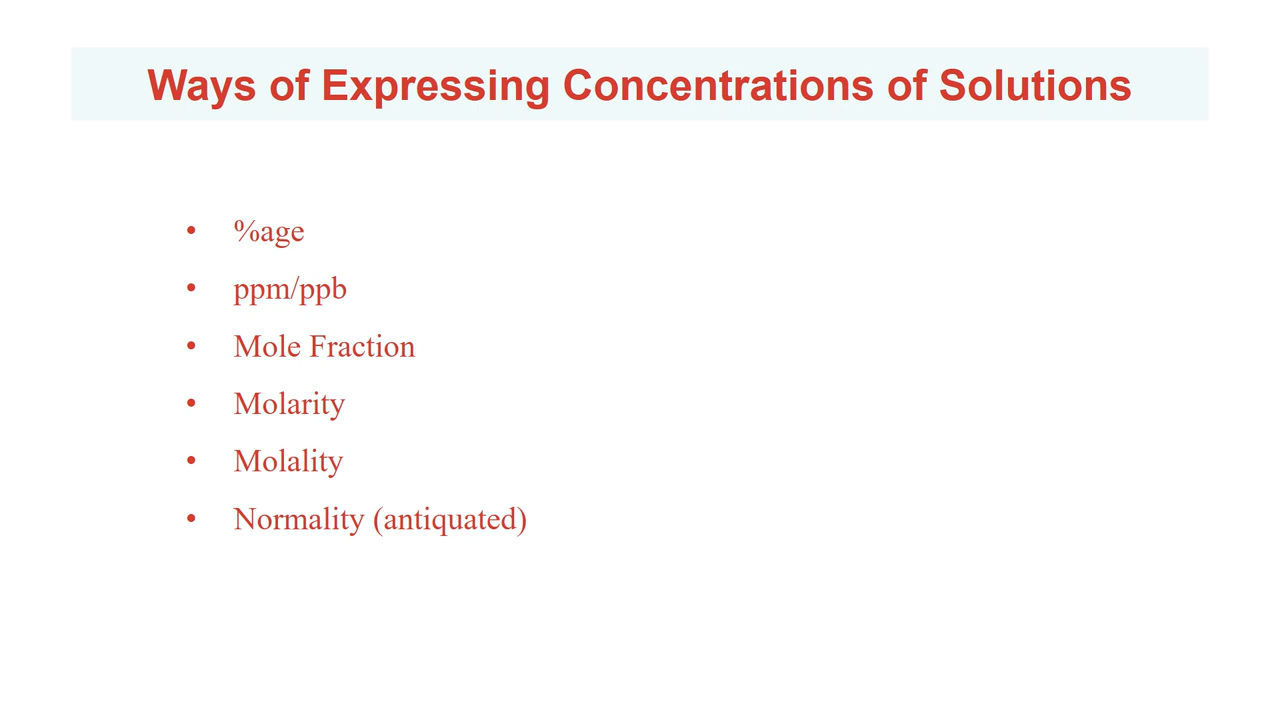 Ways of Expressing Concentrations of Solutions
• %age
• ppm/ppb
• Mole Fraction
• Molarity
• Molality
• Normality (antiquated)